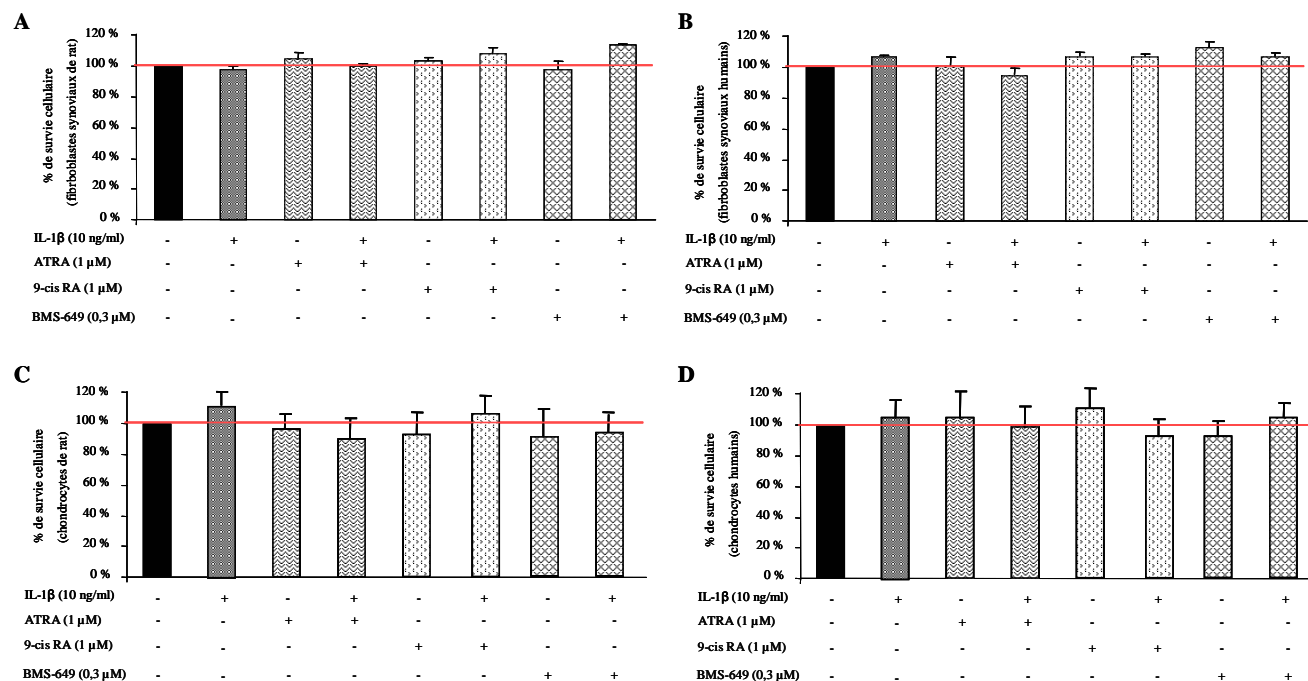 A
120 %
100 %
80 %
60 %
40 %
20 %
0 %
% de survie cellulaire
(fibrboblastes synoviaux de rat)
IL-1β (10 ng/ml) - + - + - + - +
ATRA (1 µM) - - + + - - - -
9-cis RA (1 µM) - - - - + + - -
BMS-649 (0,3 µM) - - - - - - + +
B
120 %
100 %
80 %
60 %
40 %
20 %
0 %
% de survie cellulaire
(fibroblastes synoviaux humains)
IL-1β (10 ng/ml) - + - + - + - +
ATRA (1 µM) - - + + - - - -
9-cis RA (1 µM) - - - - + + - -
BMS-649 (0,3 µM) - - - - - - + +
C
120 %
100 %
80 %
60 %
40 %
20 %
0 %
% de survie cellulaire
(chondrocytes de rat)
IL-1β (10 ng/ml) - + - + - + - +
ATRA (1 µM) - - + + - - - -
9-cis RA (1 µM) - - - - + + - -
BMS-649 (0,3 µM) - - - - - - + +
D
120 %
100 %
80 %
60 %
40 %
20 %
0 %
% de survie cellulaire
(chondrocytes humains)
IL-1β (10 ng/ml) - + - + - + - +
ATRA (1 µM) - - + + - - - -
9-cis RA (1 µM) - - - - + + - -
BMS-649 (0,3 µM) - - - - - - + +